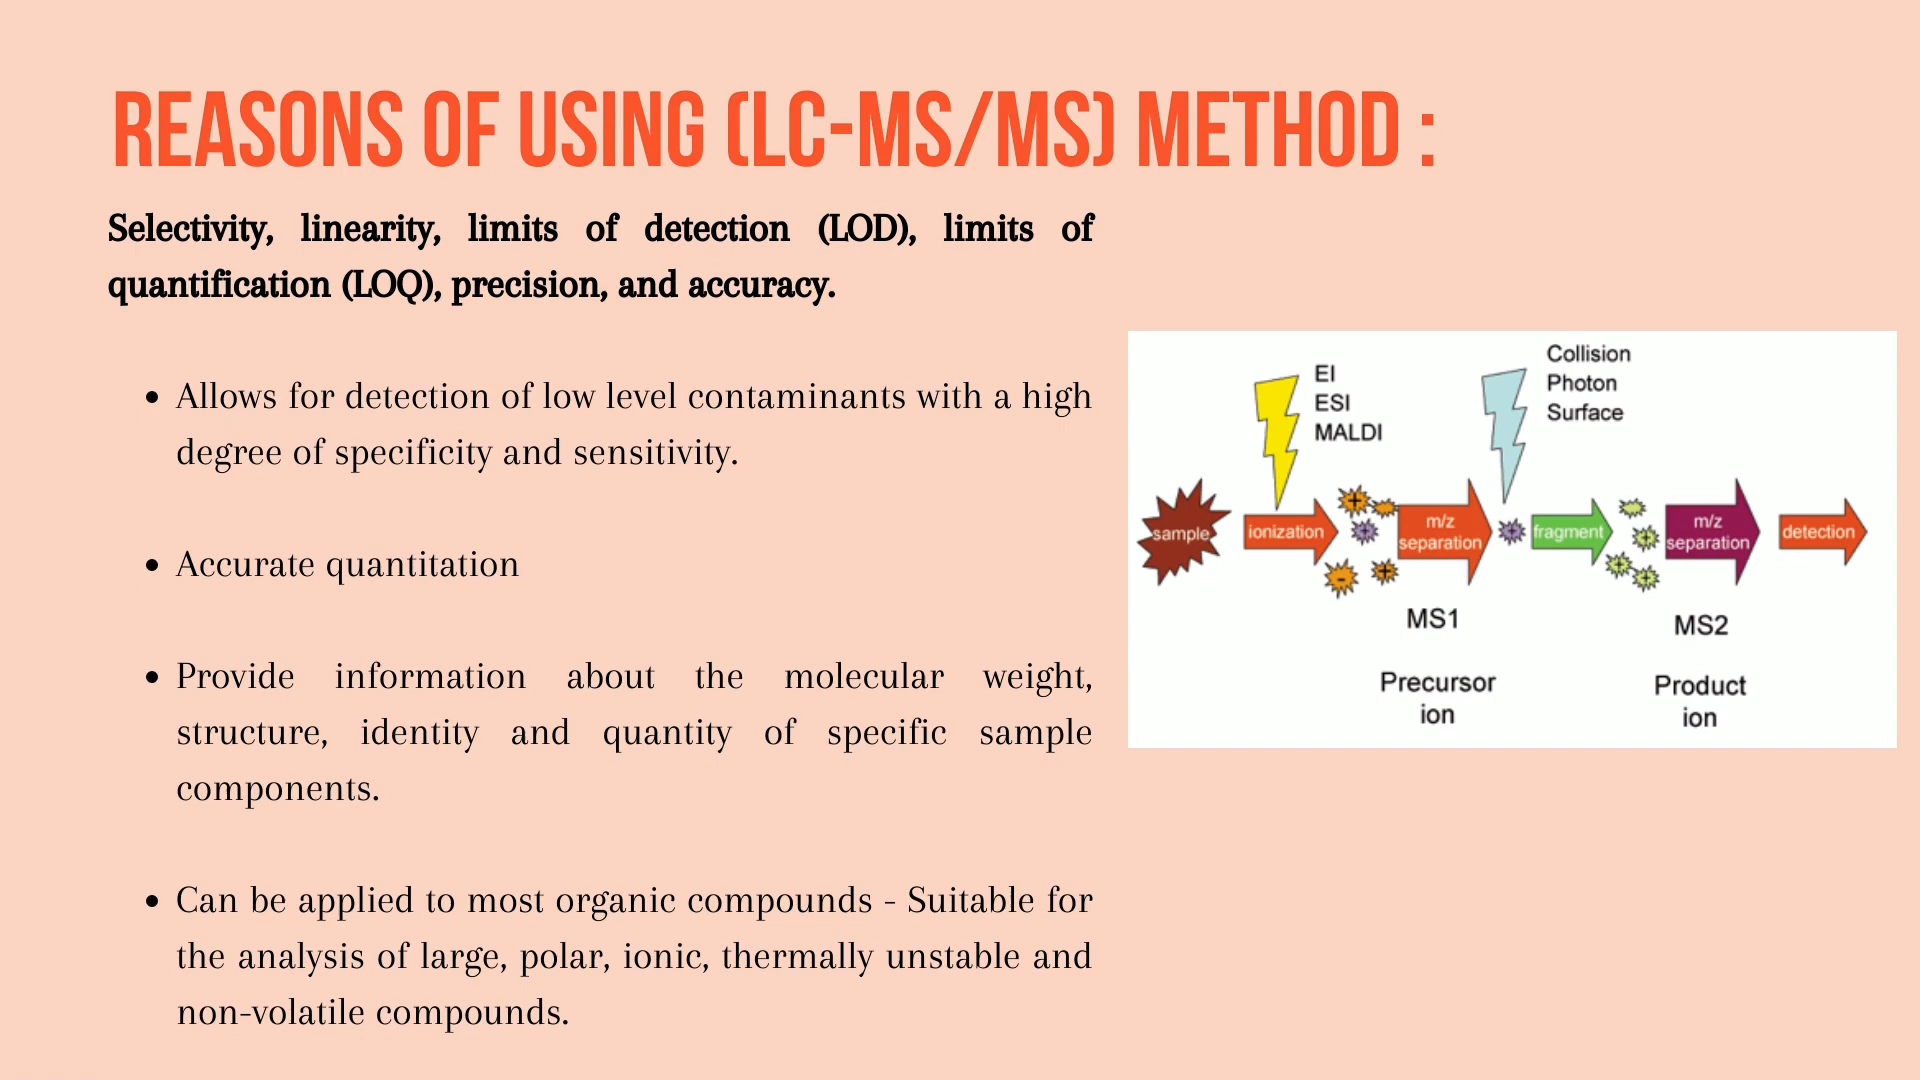 REASONS OF USING (LC-MS/MS) METHOD :
Selectivity, linearity, limits of detection (LOD), limits of
quantification (LOQ), precision, and accuracy.
• Allows for detection of low level contaminants with a high
degree of specificity and sensitivity.
• Accurate quantitation
• Provide information about the molecular weight,
structure, identity and quantity of specific sample
components.
• Can be applied to most organic compounds - Suitable for
the analysis of large, polar, ionic, thermally unstable and
non-volatile compounds.
EI
ESI
MALDI
Collision
Photon
Surface
sample
ionization
+
+
-
+
m/z
separation
+
fragment
+
+
+
m/z
separation
detection
MS1
MS2
Precursor
ion
Product
ion